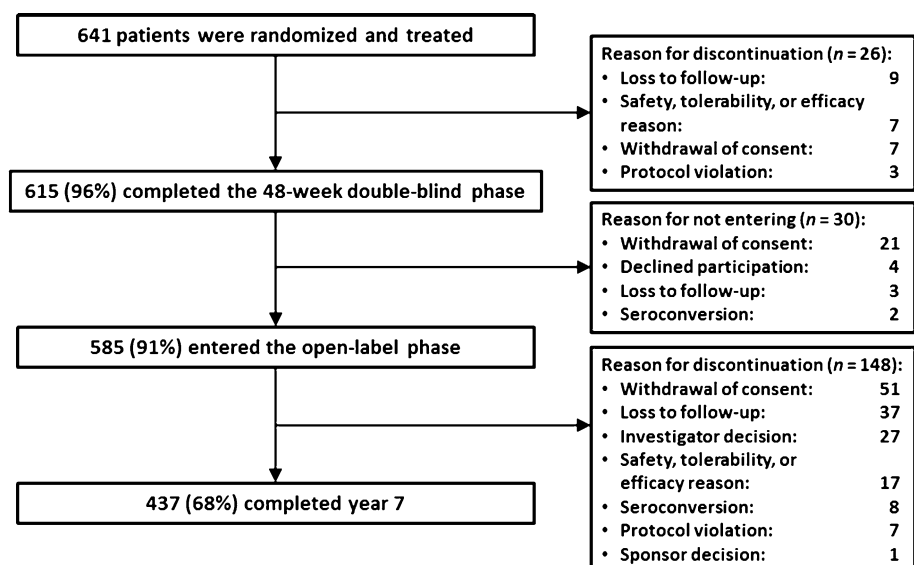 641 patients were randomized and treated
Reason for discontinuation (n = 26):
• Loss to follow-up: 9
• Safety, tolerability, or efficacy
reason: 7
• Withdrawal of consent: 7
• Protocol violation: 3
615 (96%) completed the 48-week double-blind phase
Reason for not entering (n = 30):
• Withdrawal of consent: 21
• Declined participation: 4
• Loss to follow-up: 3
• Seroconversion: 2
585 (91%) entered the open-label phase
Reason for discontinuation (n = 148):
• Withdrawal of consent: 51
• Loss to follow-up: 37
• Investigator decision: 27
• Safety, tolerability, or
efficacy reason: 17
• Seroconversion: 8
• Protocol violation: 7
• Sponsor decision: 1
437 (68%) completed year 7